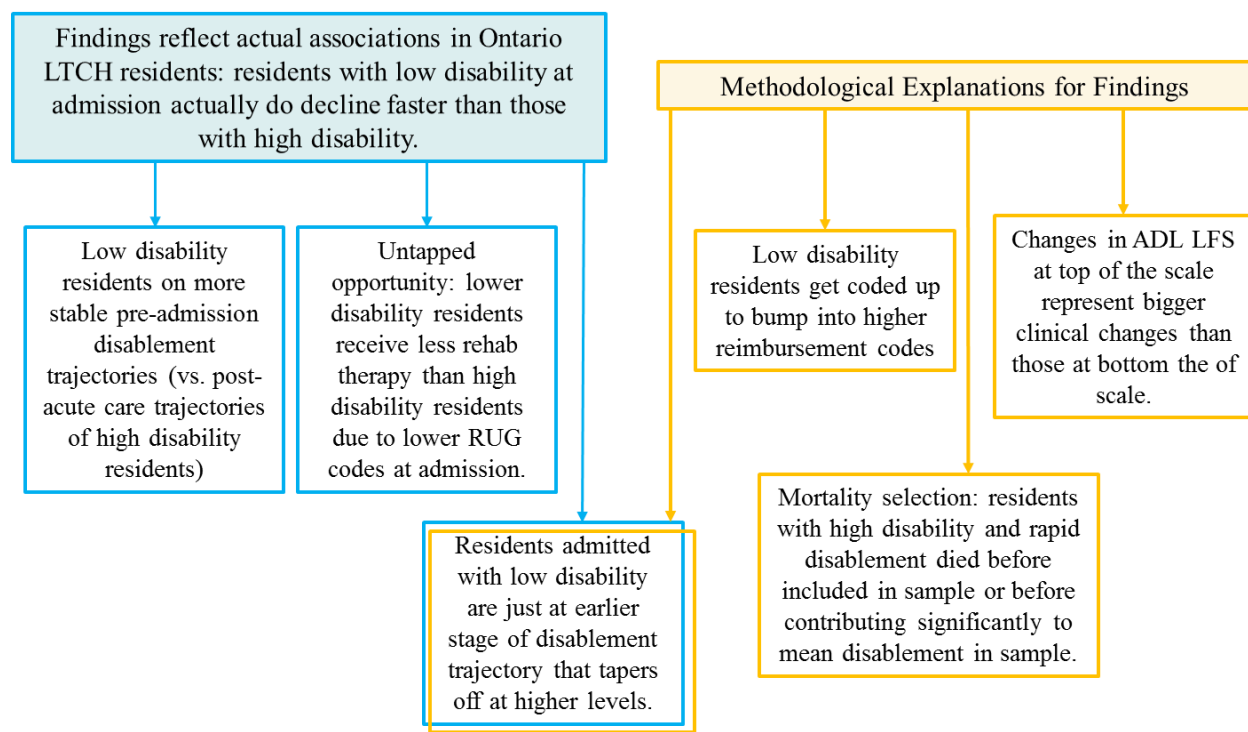 Findings reflect actual associations in Ontario
LTCH residents: residents with low disability at
admission actually do decline faster than those
with high disability.
Methodological Explanations for Findings
Low disability
residents on more
stable pre-admission
disablement
trajectories (vs. post-
acute care trajectories
of high disability
residents)
Untapped
opportunity: lower
disability residents
receive less rehab
therapy than high
disability residents
due to lower RUG
codes at admission.
Low disability
residents get coded up
to bump into higher
reimbursement codes
Changes in ADL LFS
at top of the scale
represent bigger
clinical changes than
those at bottom the of
scale.
Residents admitted
with low disability
are just at earlier
stage of disablement
trajectory that tapers
off at higher levels.
Mortality selection: residents
with high disability and rapid
disablement died before
included in sample or before
contributing significantly to
mean disablement in sample.